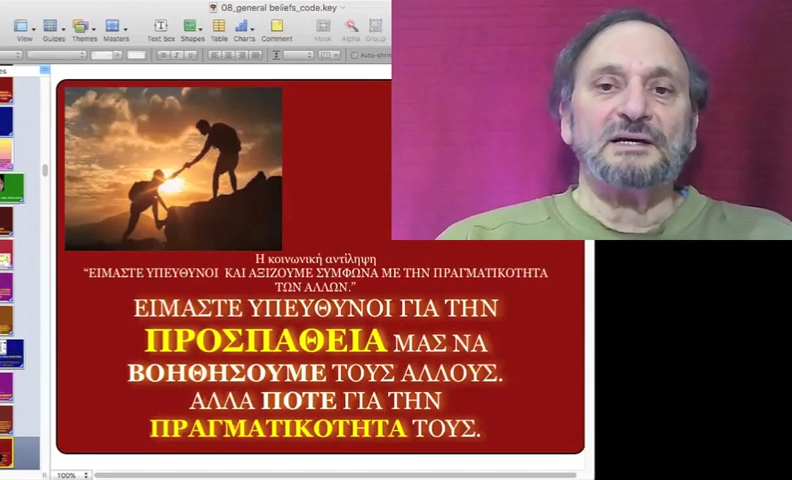 08_general beliefs_code.key
View Guides Themes Masters Text Box Shapes Table Charts Comment Mask Alpha Group
Η κοινωνική αντίληψη
“ΕΙΜΑΣΤΕ ΥΠΕΥΘΥΝΟΙ ΚΑΙ ΑΞΙΖΟΥΜΕ ΣΥΜΦΩΝΑ ΜΕ ΤΗΝ ΠΡΑΓΜΑΤΙΚΟΤΗΤΑ
ΤΩΝ ΑΛΛΩΝ.”
ΕΙΜΑΣΤΕ ΥΠΕΥΘΥΝΟΙ ΓΙΑ ΤΗΝ
ΠΡΟΣΠΑΘΕΙΑ ΜΑΣ ΝΑ
ΒΟΗΘΗΣΟΥΜΕ ΤΟΥΣ ΑΛΛΟΥΣ.
ΑΛΛΑ ΠΟΤΕ ΓΙΑ ΤΗΝ
ΠΡΑΓΜΑΤΙΚΟΤΗΤΑ ΤΟΥΣ.
100%